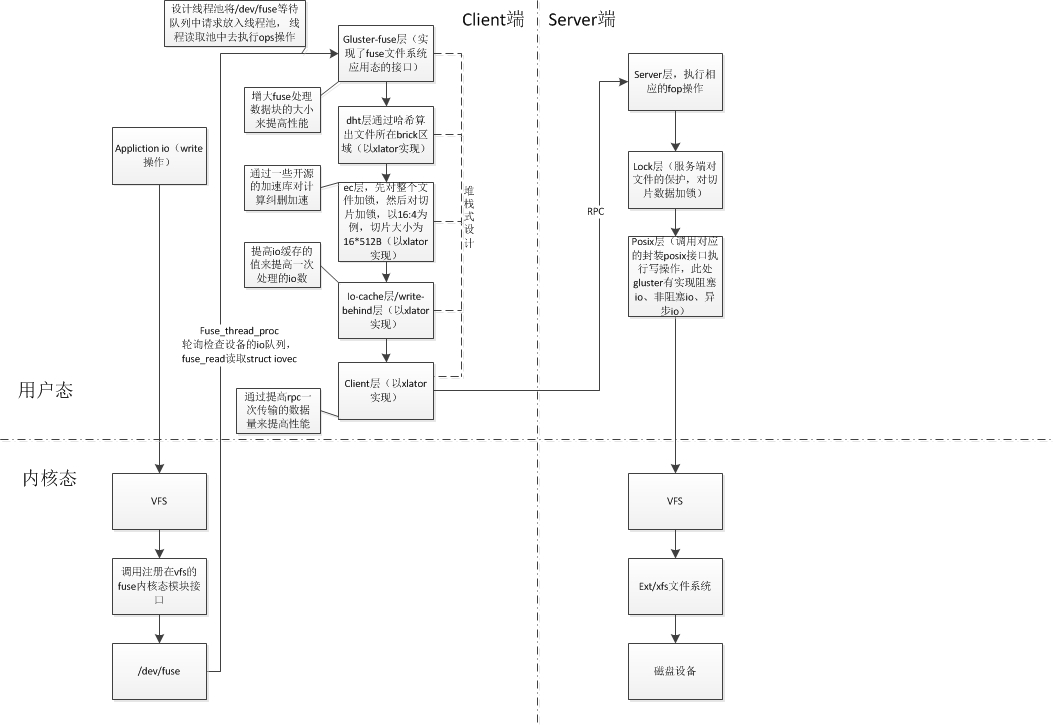 设计线程池将/dev/fuse等待
队列中请求放入线程池，线
程读取池中去执行ops操作
Client端
Server端
Gluster-fuse层（实
现了fuse文件系统
应用态的接口）
增大fuse处理
数据块的大小
来提高性能
dht层通过哈希算
出文件所在brick区
域（以xlator实现）
Appliction io（write
操作）
通过一些开源
的加速库对计
算纠删加速
ec层，先对整个文
件加锁，然后对切
片加锁，以16:4为
例，切片大小为
16*512B（以xlator
实现）
堆
栈
式
设
计
提高io缓存的
值来提高一次
处理的io数
Io-cache层/write-
behind层（以xlator
实现）
Fuse_thread_proc
轮询检查设备的io队列，
fuse_read读取struct iovec
Client层（以xlator
实现）
通过提高rpc一
次传输的数据
量来提高性能
RPC
Server层，执行相
应的fop操作
Lock层（服务端对
文件的保护，对切
片数据加锁）
Posix层（调用对应
的封装posix接口执
行写操作，此处
gluster有实现阻塞
io、非阻塞io、异
步io）
用户态
内核态
VFS
调用注册在vfs的
fuse内核态模块接
口
/dev/fuse
VFS
Ext/xfs文件系统
磁盘设备